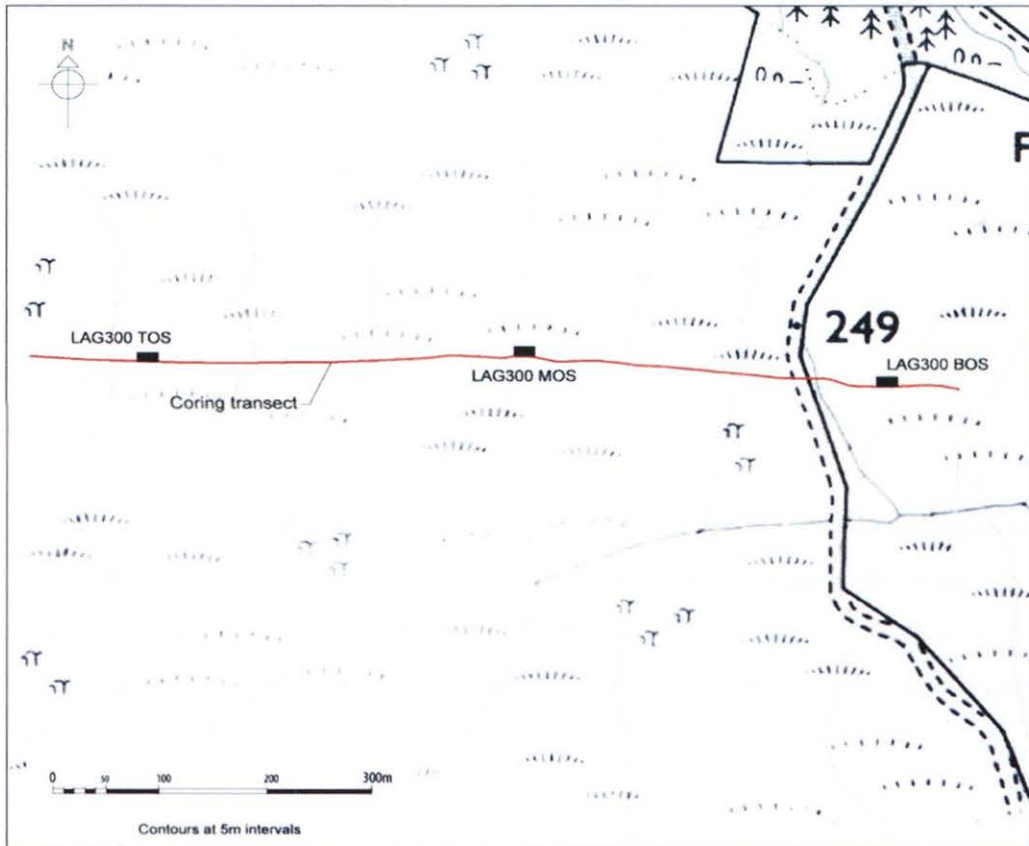 N
F
249
LAG300 TOS
LAG300 BOS
LAG300 MOS
Coring transect
0 50 100 200 300m
Contours at 5m intervals